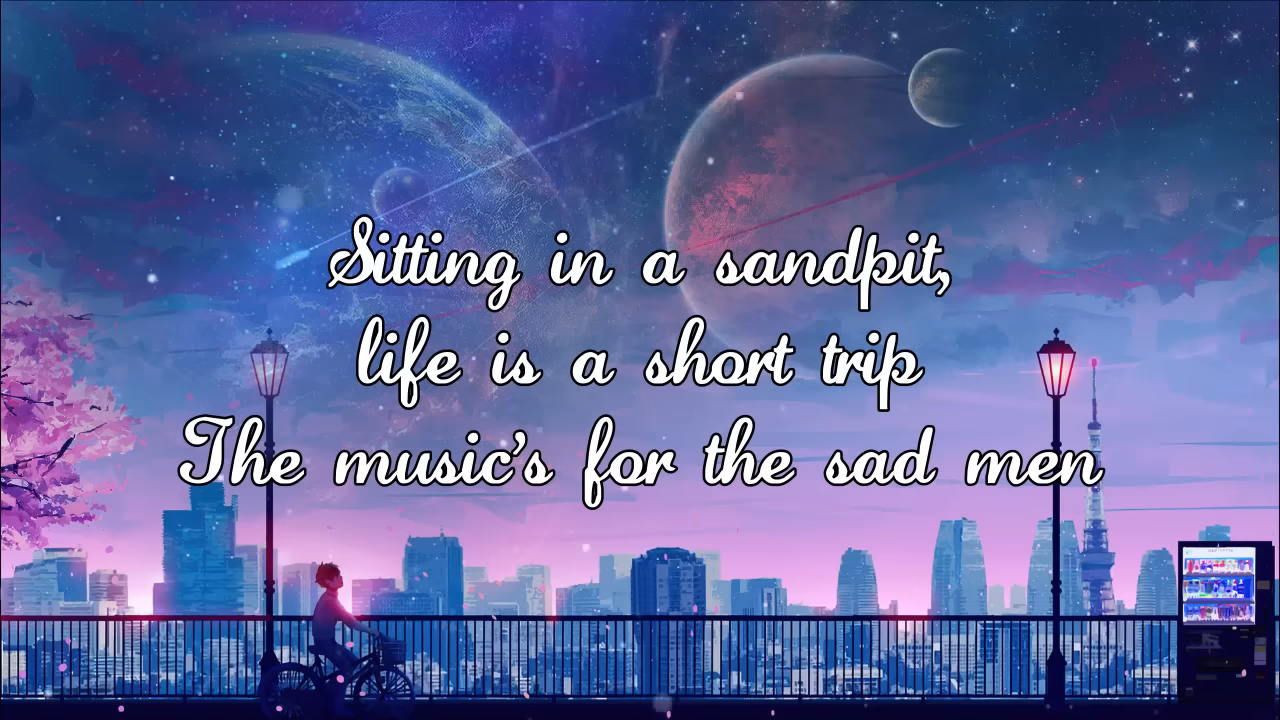 Sitting in a sandpit,
life is a short trip
The music's for the sad men